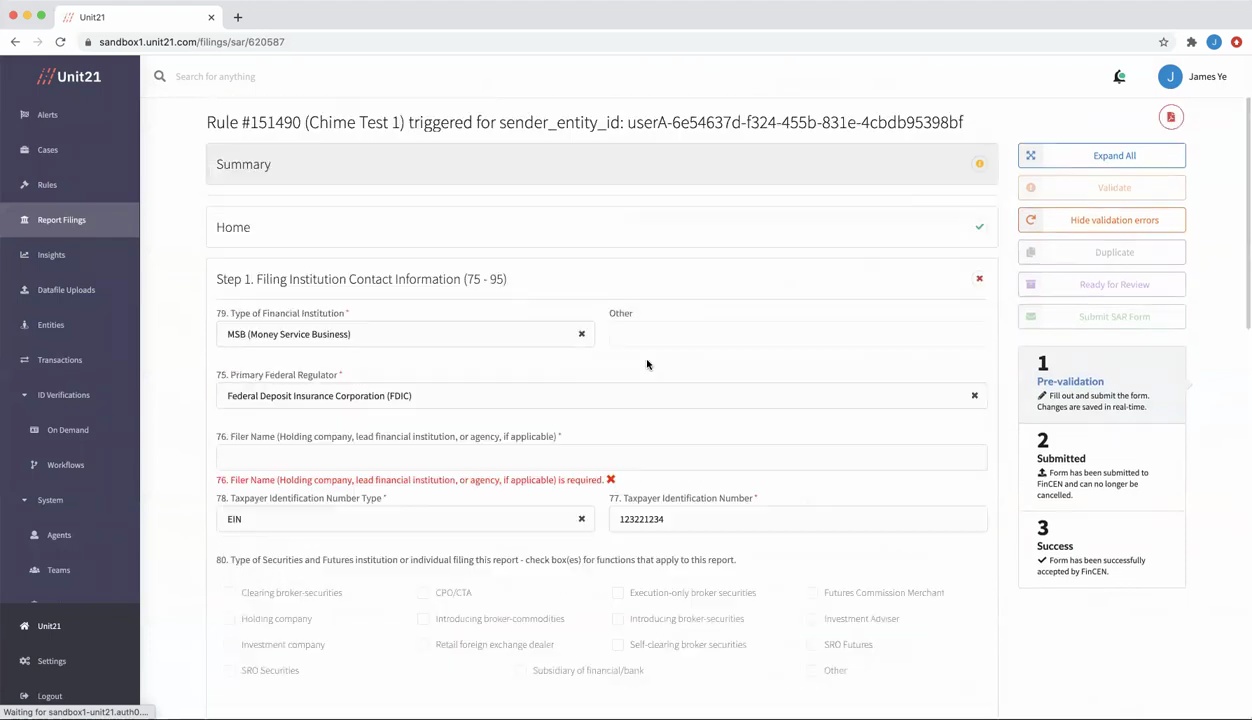 Unit21
sandbox1.unit21.com/filings/sar/620587
J
Unit21
Search for anything
J
James Ye
Alerts
Cases
Rules
Report Filings
Insights
Datafile Uploads
Entities
Transactions
ID Verifications
On Demand
Workflows
System
Agents
Teams
Unit21
Settings
Logout
Waiting for sandbox1-unit21.auth0....
Rule #151490 (Chime Test 1) triggered for sender_entity_id: userA-6e54637d-f324-455b-831e-4cbdb95398bf
Summary
Home
Step 1. Filing Institution Contact Information (75 - 95)
79. Type of Financial Institution *
Other
MSB (Money Service Business)
75. Primary Federal Regulator *
Federal Deposit Insurance Corporation (FDIC)
76. Filer Name (Holding company, lead financial institution, or agency, if applicable) *
76. Filer Name (Holding company, lead financial institution, or agency, if applicable) is required.
78. Taxpayer Identification Number Type *
77. Taxpayer Identification Number *
EIN
123221234
80. Type of Securities and Futures institution or individual filing this report - check box(es) for functions that apply to this report.
Clearing broker-securities
CPO/CTA
Execution-only broker securities
Futures Commission Merchant
Holding company
Introducing broker-commodities
Introducing broker-securities
Investment Adviser
Investment company
Retail foreign exchange dealer
Self-clearing broker securities
SRO Futures
SRO Securities
Subsidiary of financial/bank
Other
Expand All
Validate
Hide validation errors
Duplicate
Ready for Review
Submit SAR Form
1
Pre-validation
Fill out and submit the form.
Changes are saved in real-time.
2
Submitted
Form has been submitted to
FinCEN and can no longer be
cancelled.
3
Success
Form has been successfully
accepted by FinCEN.